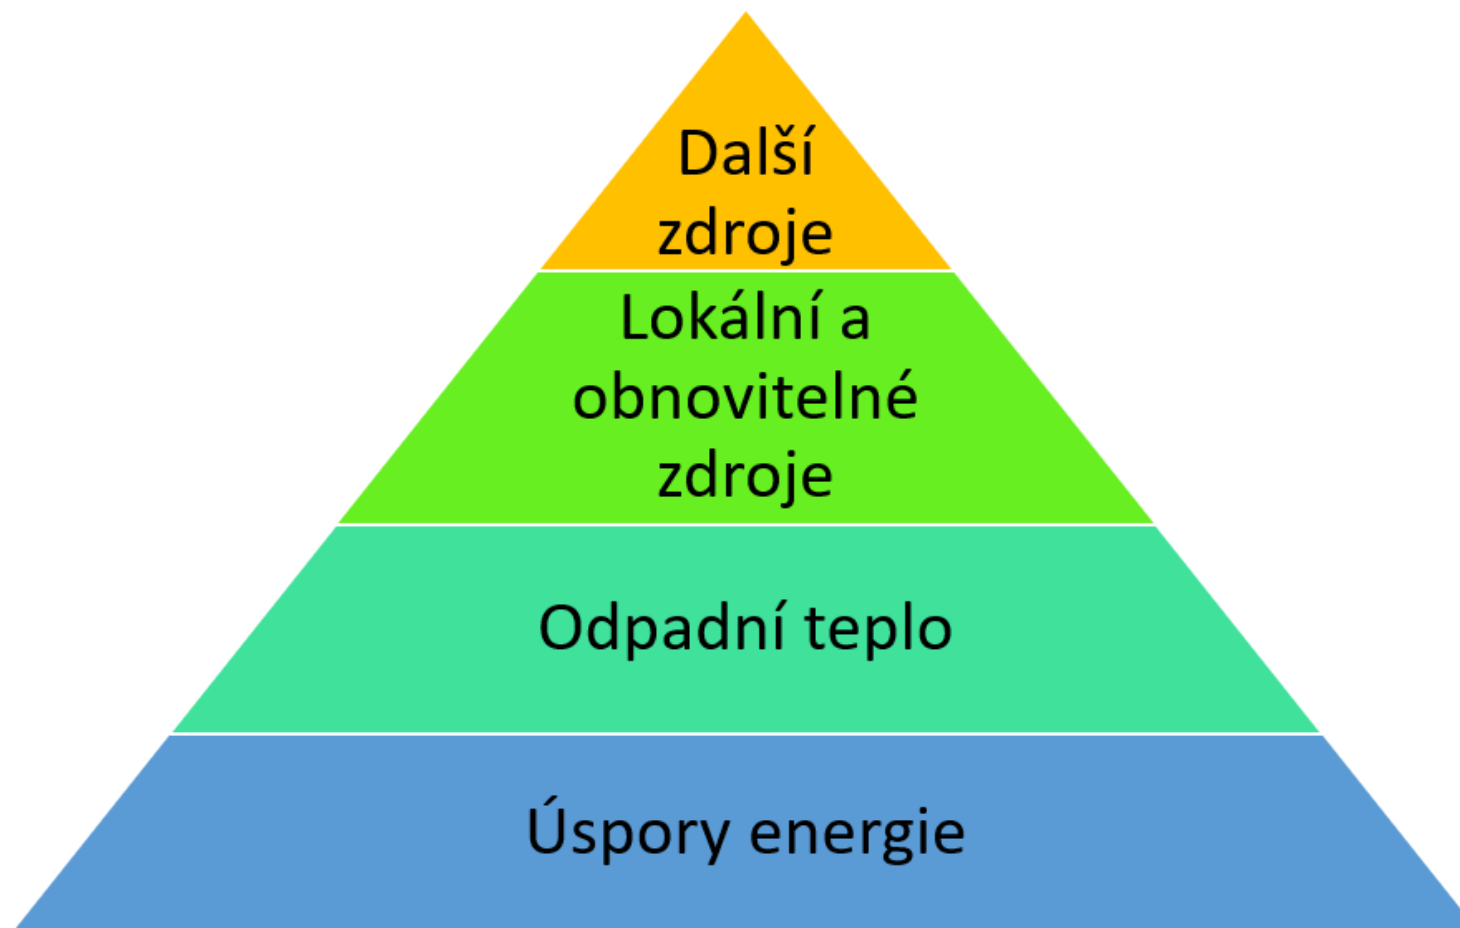 Další
zdroje
Lokální a
obnovitelné
zdroje
Odpadní teplo
Úspory energie